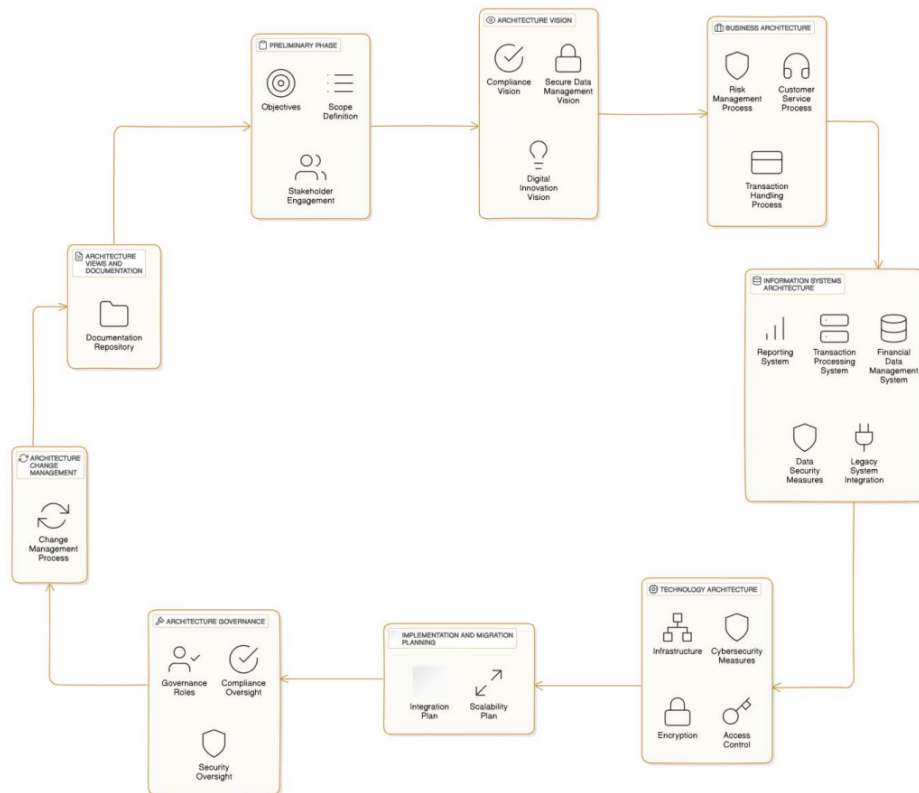 PRELIMINARY PHASE
Objectives
Scope
Definition
Stakeholder
Engagement
ARCHITECTURE VISION
Compliance
Vision
Secure Data
Management
Vision
Digital
Innovation
Vision
BUSINESS ARCHITECTURE
Risk
Management
Process
Customer
Service
Process
Transaction
Handling
Process
INFORMATION SYSTEMS
ARCHITECTURE
Reporting
System
Transaction
Processing
System
Financial
Data
Management
System
Data
Security
Measures
Legacy
System
Integration
TECHNOLOGY ARCHITECTURE
Infrastructure
Cybersecurity
Measures
Encryption
Access
Control
IMPLEMENTATION AND MIGRATION
PLANNING
Integration
Plan
Scalability
Plan
ARCHITECTURE GOVERNANCE
Governance
Roles
Compliance
Oversight
Security
Oversight
ARCHITECTURE
CHANGE
MANAGEMENT
Change
Management
Process
ARCHITECTURE
VIEWS AND
DOCUMENTATION
Documentation
Repository